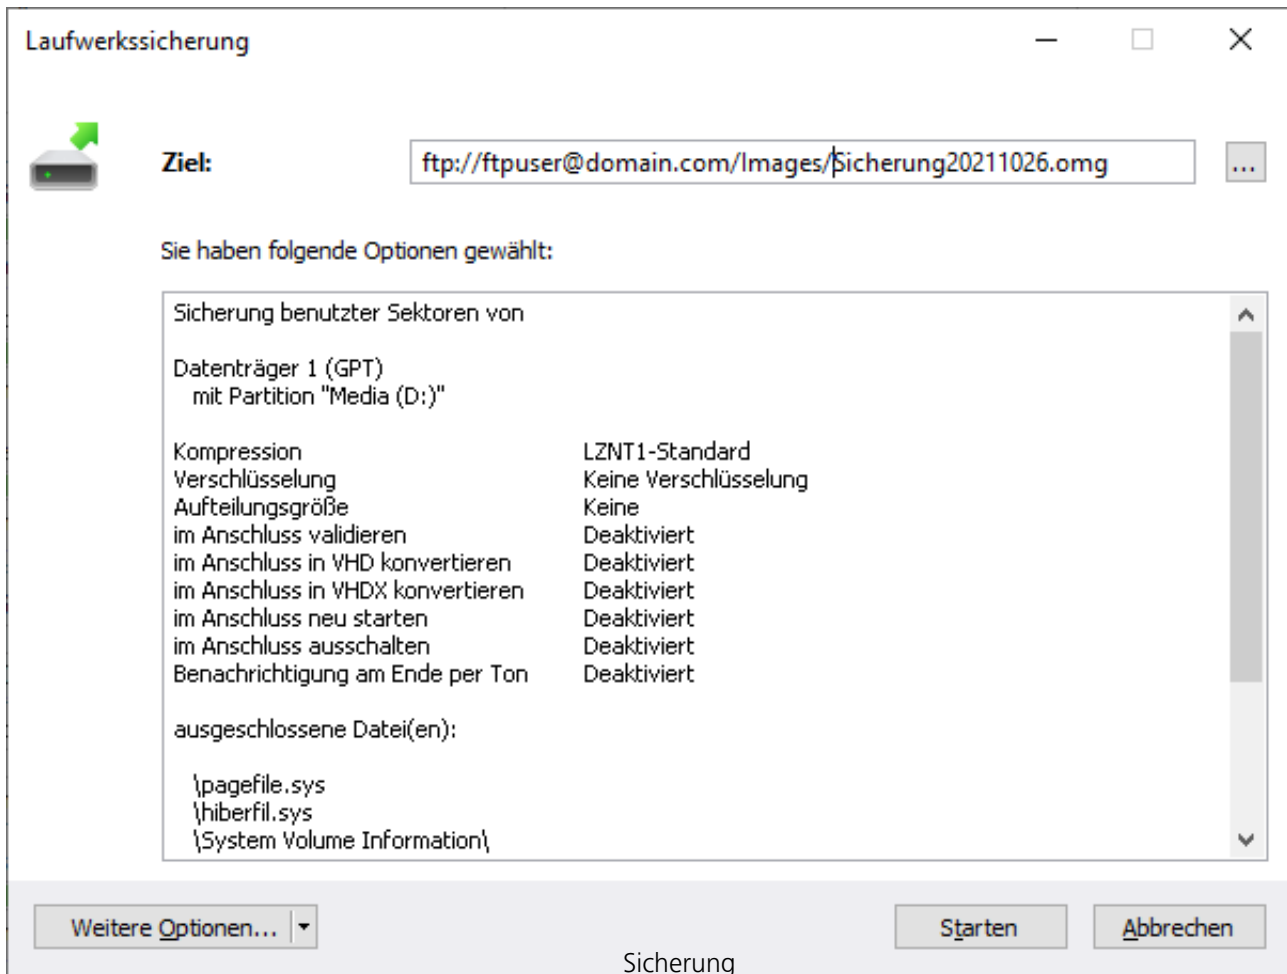 Laufwerkssicherung
Ziel: ftp://ftpuser@domain.com/Images/Sicherung20211026.omg ...
Sie haben folgende Optionen gewählt:
Sicherung benutzter Sektoren von
Datenträger 1 (GPT)
mit Partition "Media (D:)"
Kompression LZNT1-Standard
Verschlüsselung Keine Verschlüsselung
Aufteilungsgröße Keine
im Anschluss validieren Deaktiviert
im Anschluss in VHD konvertieren Deaktiviert
im Anschluss in VHDX konvertieren Deaktiviert
im Anschluss neu starten Deaktiviert
im Anschluss ausschalten Deaktiviert
Benachrichtigung am Ende per Ton Deaktiviert
ausgeschlossene Datei(en):
\pagefile.sys
\hiberfil.sys
\System Volume Information\
Weitere Optionen... Starten Abbrechen
Sicherung